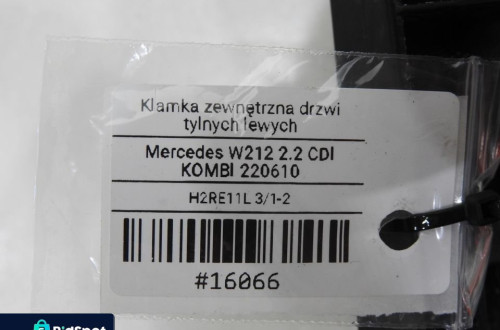 Klamka zewnętrzna drzwi
tylnych lewych
Mercedes W212 2.2 CDI
KOMBI 220610
H2RE11L 3/1-2
#16066